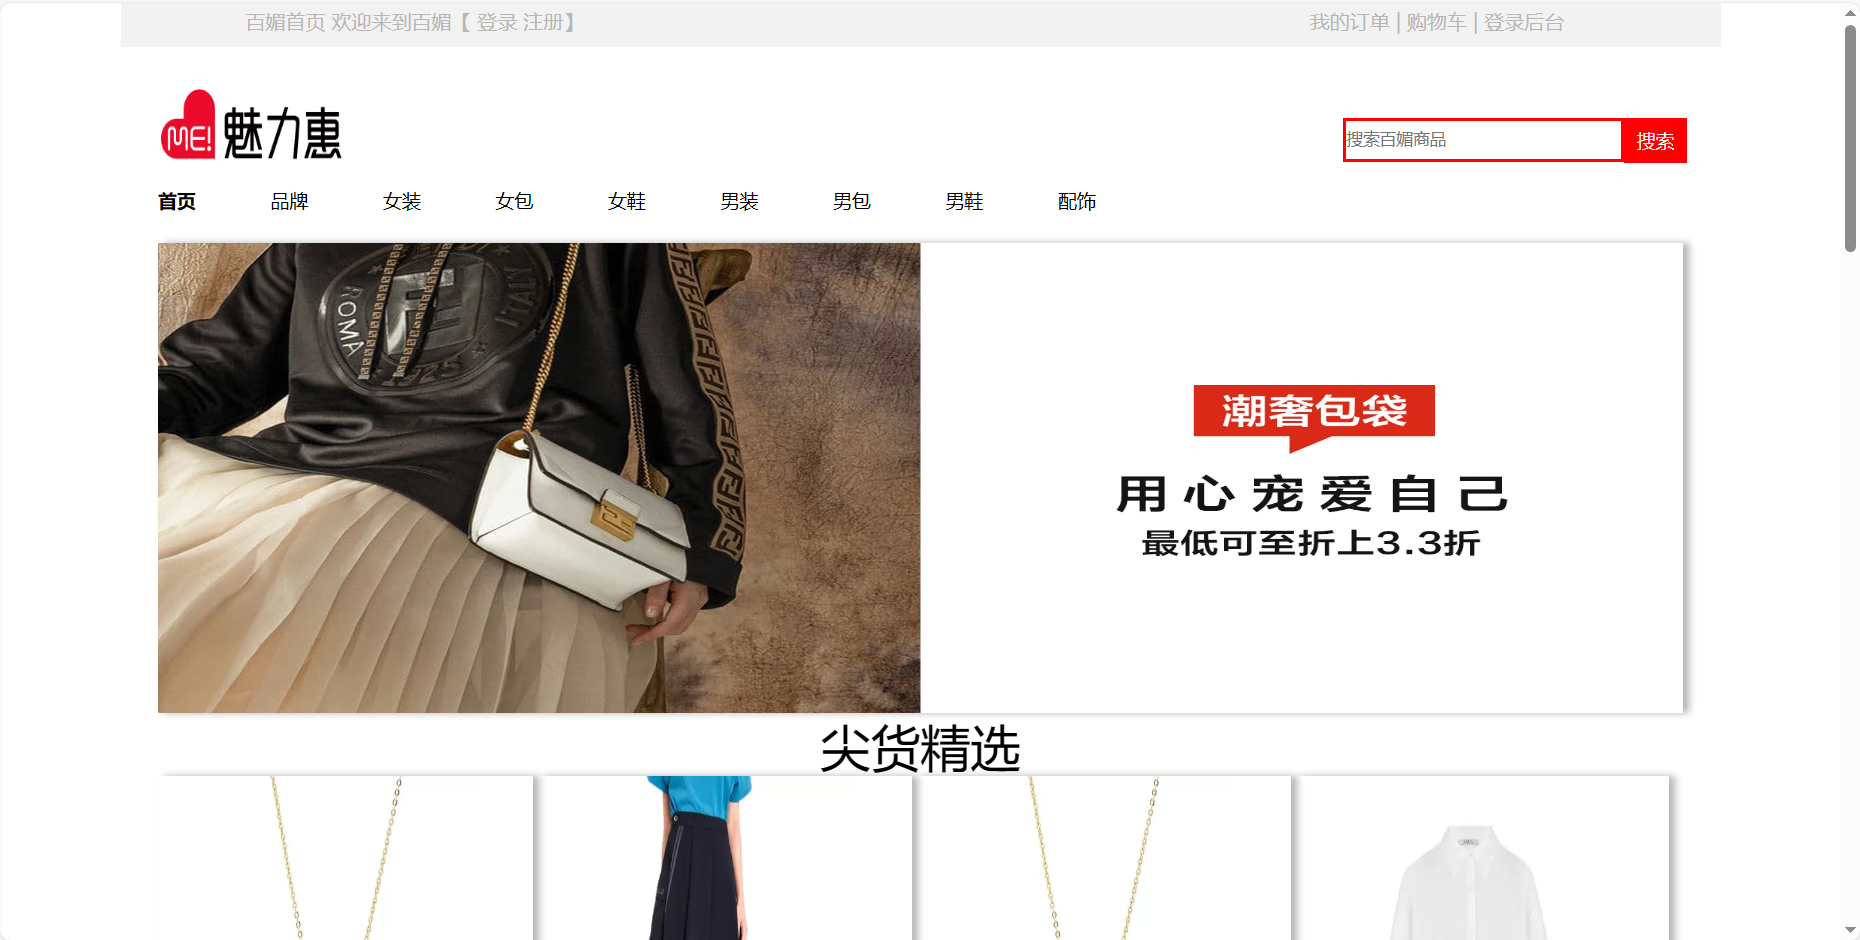 百媚首页 欢迎来到百媚【 登录 注册】
我的订单 | 购物车 | 登录后台
ME! 魅力惠
搜索百媚商品
搜索
首页 品牌 女装 女包 女鞋 男装 男包 男鞋 配饰
ROMA
ITALY
1925
潮奢包袋
用心宠爱自己
最低可至折上3.3折
尖货精选